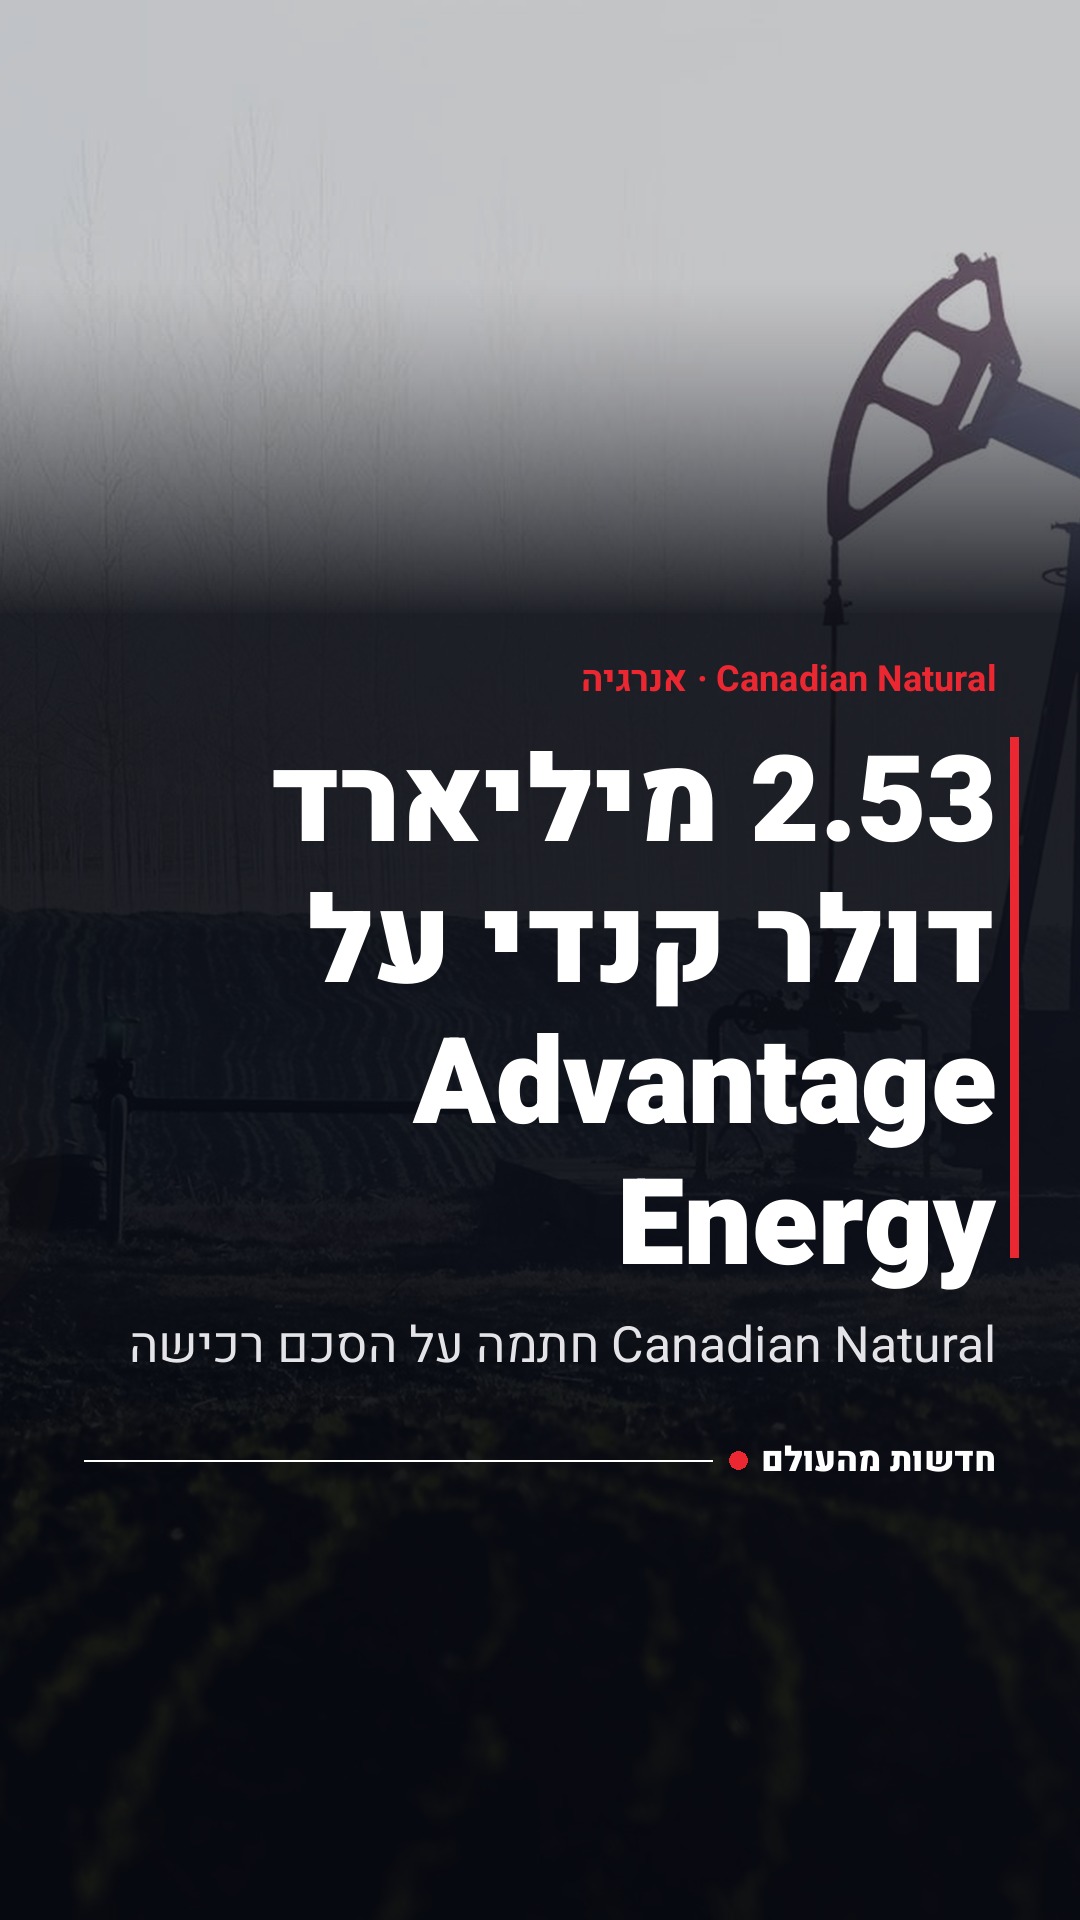 Canadian Natural · אנרגיה
2.53 מיליארד
דולר קנדי על
Advantage
Energy
Canadian Natural חתמה על הסכם רכישה
חדשות מהעולם